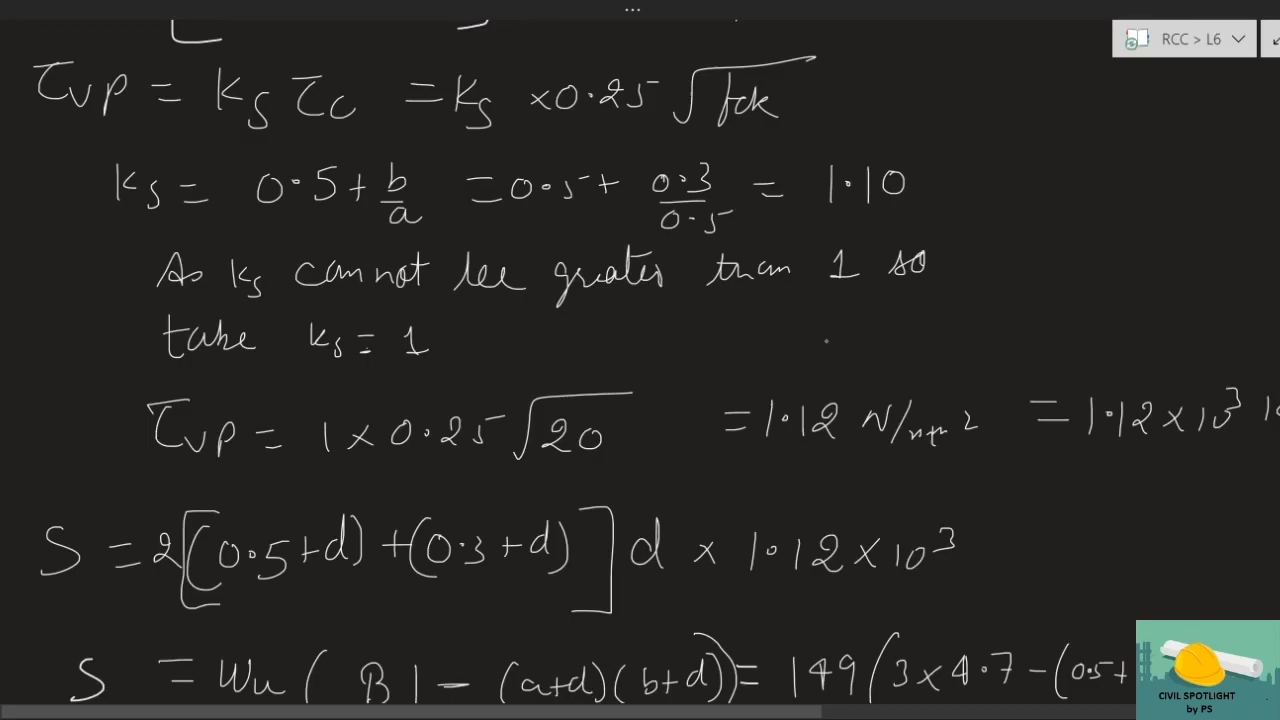 RCC > L6
τvp = ks τc = ks × 0.25 √fck
ks = 0.5 + b/a = 0.5 + 0.3/0.5 = 1.10
As ks cannot be greater than 1 so
take ks = 1
τvp = 1 × 0.25 √20 = 1.12 N/mm² = 1.12 × 10³
S = 2[(0.5+d) + (0.3+d)] d × 1.12 × 10³
S = Wu (Bl - (a+d)(b+d)) = 149 (3 × 4.7 - (0.5+
CIVIL SPOTLIGHT
by PS